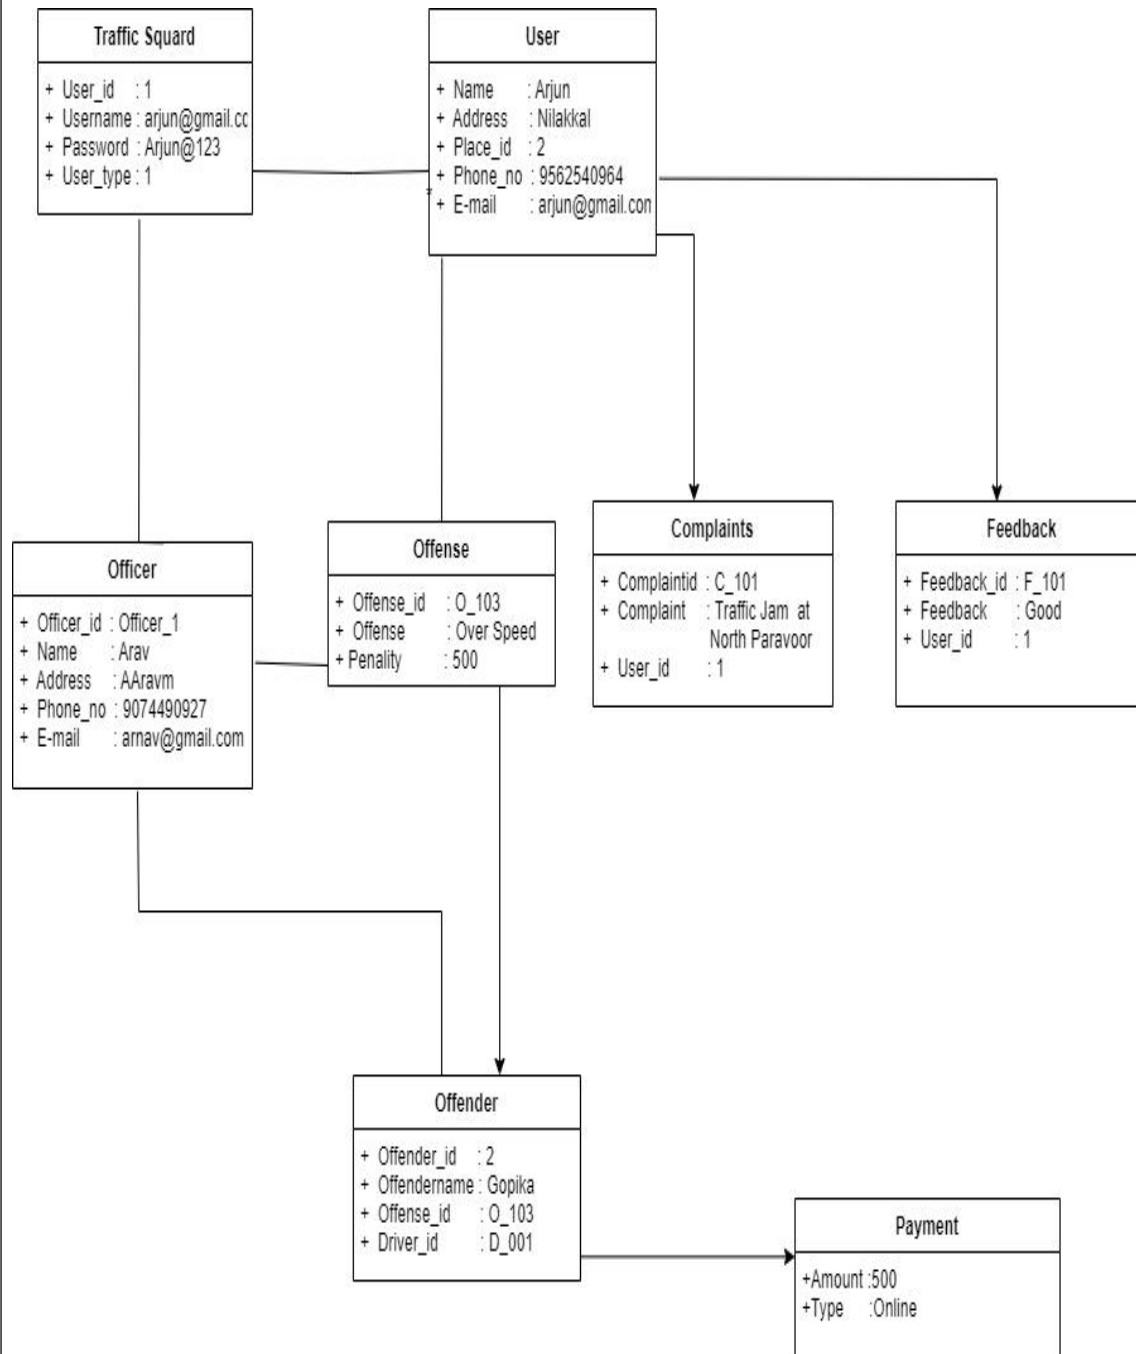 Traffic Squard
+ User_id : 1
+ Username : arjun@gmail.cc
+ Password : Arjun@123
+ User_type : 1
User
+ Name : Arjun
+ Address : Nilakkal
+ Place_id : 2
+ Phone_no : 9562540964
*
+ E-mail : arjun@gmail.con
Officer
+ Officer_id : Officer_1
+ Name : Arav
+ Address : AAravm
+ Phone_no : 9074490927
+ E-mail : arnav@gmail.com
Offense
+ Offense_id : O_103
+ Offense : Over Speed
+ Penality : 500
Complaints
+ Complaintid : C_101
+ Complaint : Traffic Jam at
North Paravoor
+ User_id : 1
Feedback
+ Feedback_id : F_101
+ Feedback : Good
+ User_id : 1
Offender
+ Offender_id : 2
+ Offendername : Gopika
+ Offense_id : O_103
+ Driver_id : D_001
Payment
+Amount :500
+Type :Online